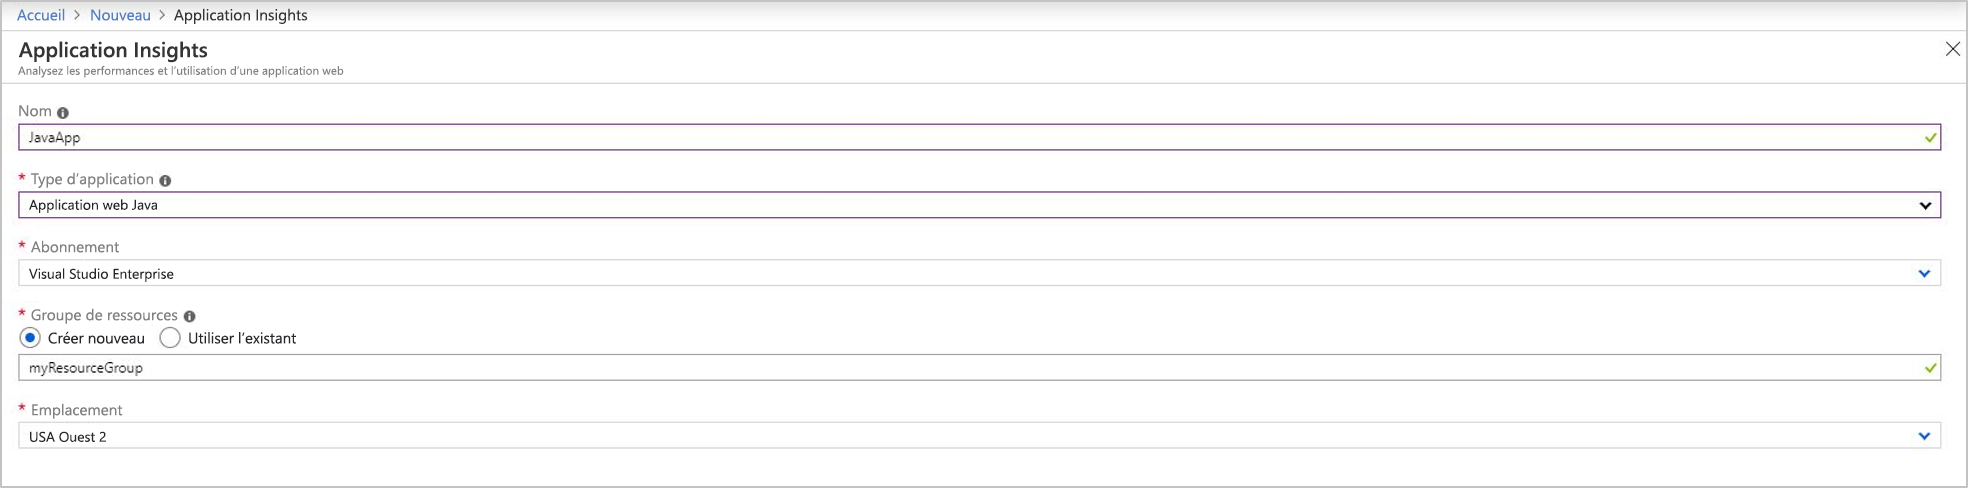 Accueil > Nouveau > Application Insights
Application Insights
Analysez les performances et l'utilisation d'une application web
Nom
JavaApp
* Type d'application
Application web Java
* Abonnement
Visual Studio Enterprise
* Groupe de ressources
Créer nouveau Utiliser l'existant
myResourceGroup
* Emplacement
USA Ouest 2